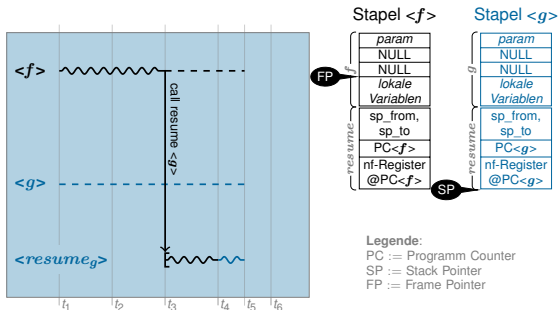 Stapel <f>
Stapel <g>
<f>
call resume <g>
<g>
<resume_g>
t1
t2
t3
t4
t5
t6
FP
f
param
NULL
NULL
lokale
Variablen
resume
sp_from,
sp_to
PC<f>
nf-Register
@PC<f>
SP
g
param
NULL
NULL
lokale
Variablen
resume
sp_from,
sp_to
PC<g>
nf-Register
@PC<g>
Legende:
PC := Programm Counter
SP := Stack Pointer
FP := Frame Pointer